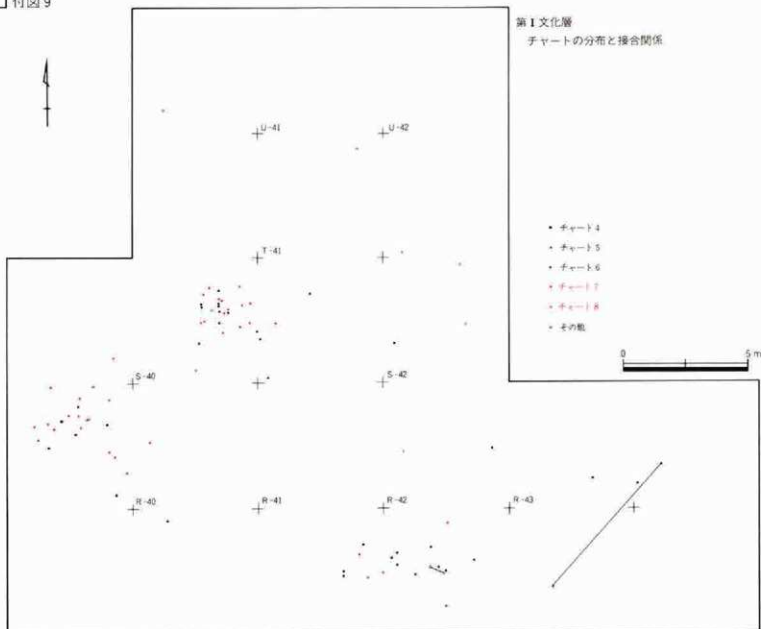 付図9
第I文化層
チャートの分布と接合関係
U-41
U-42
T-41
チャート4
チャート5
チャート6
チャート7
チャート8
その他
0
5m
S-40
S-42
R-40
R-41
R-42
R-43